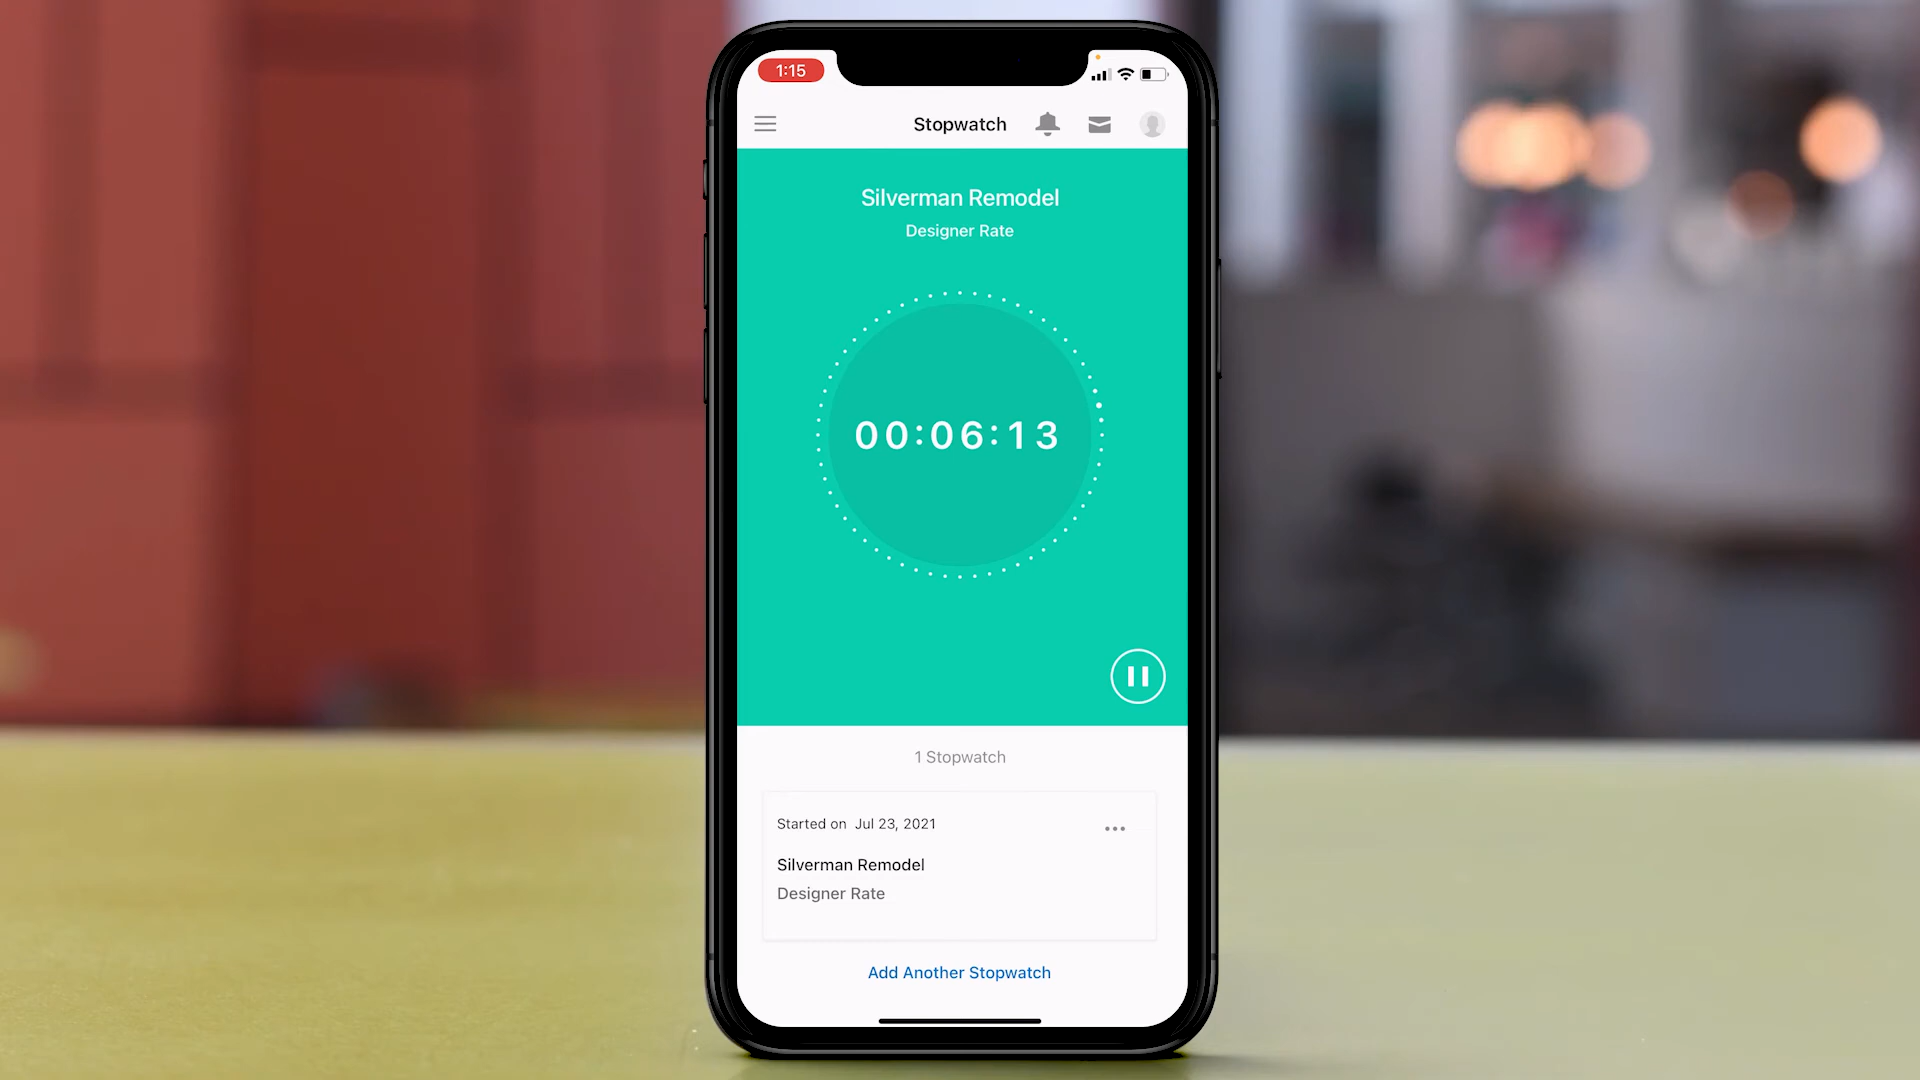 1:15
Stopwatch
Silverman Remodel
Designer Rate
00:06:13
1 Stopwatch
Started on Jul 23, 2021
Silverman Remodel
Designer Rate
Add Another Stopwatch